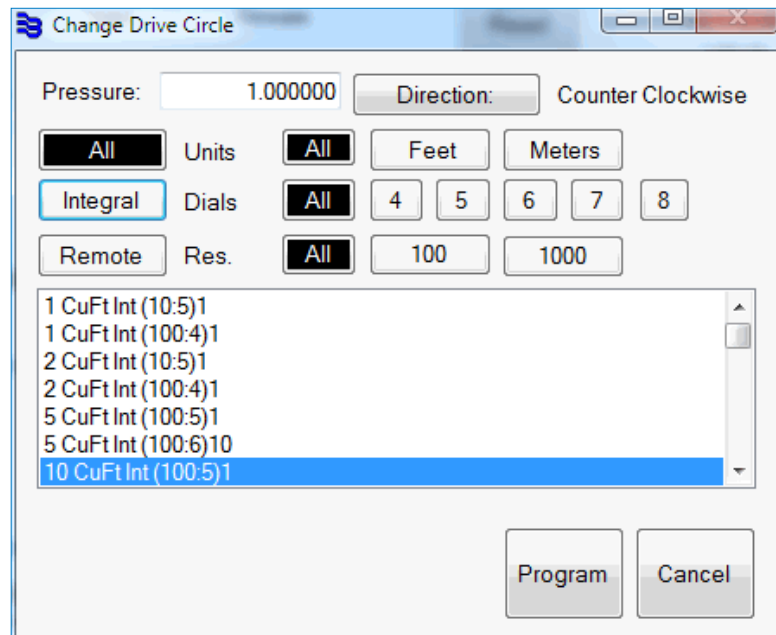 Change Drive Circle
Pressure: 1.000000 Direction: Counter Clockwise
All Units All Feet Meters
Integral Dials All 4 5 6 7 8
Remote Res. All 100 1000
1 CuFt Int (10:5)1
1 CuFt Int (100:4)1
2 CuFt Int (10:5)1
2 CuFt Int (100:4)1
5 CuFt Int (100:5)1
5 CuFt Int (100:6)10
10 CuFt Int (100:5)1
Program Cancel